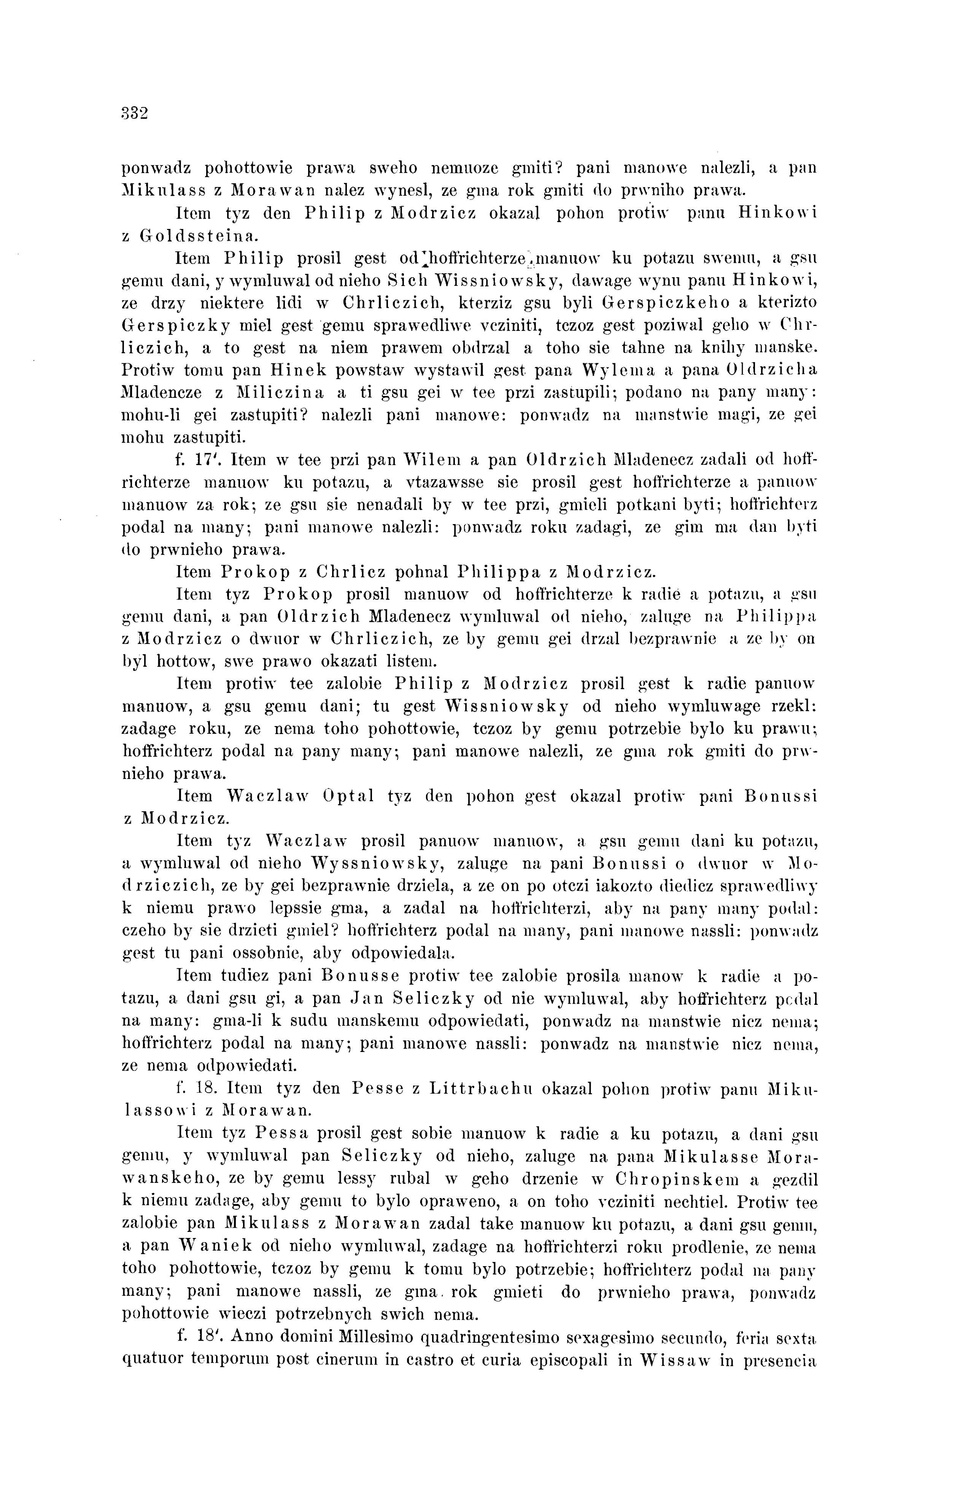 332
ponwadz pohottowie prawa sweho nemuoze gmiti? pani manowe nalezli, a pan
Mikulass z Morawan nalez wynesl, ze gma rok gmiti do prwniho prawa.
Item tyz den Philip z Modrzicz okazal pohon protiw panu Hinkowi
z Goldssteina.
Item Philip prosil gest od hoffrichterze manuow ku potazu swemu, a gsu
gemu dani, y wymluwal od nieho Sich Wissniowsky, dawage wynu panu Hinkowi,
ze drzy niektere lidi w Chrliczich, kterziz gsu byli Gerspiczkeho a kterizto
Gerspiczky miel gest gemu sprawedliwe vcziniti, tczoz gest poziwal geho w Chr-
liczich, a to gest na niem prawem obdrzal a toho sie tahne na knihy manske.
Protiw tomu pan Hinek powstaw wystawil gest pana Wylema a pana Oldrzicha
Mladencze z Miliczina a ti gsu gei w tee przi zastupili; podano na pany many:
mohu-li gei zastupiti? nalezli pani manowe: ponwadz na manstwie magi, ze gei
mohu zastupiti.
f. 17'. Item w tee przi pan Wilem a pan Oldrzich Mladenecz zadali od hoff-
richterze manuow ku potazu, a vtazawsse sie prosil gest hoffrichterze a panuow
manuow za rok; ze gsu sie nenadali by w tee przi, gmieli potkani byti; hoffrichterz
podal na many; pani manowe nalezli: ponwadz roku zadagi, ze gim ma dan byti
do prwnieho prawa.
Item Prokop z Chrlicz pohnal Philippa z Modrzicz.
Item tyz Prokop prosil manuow od hoffrichterze k radie a potazu, a gsu
gemu dani, a pan Oldrzich Mladenecz wymluwal od nieho, zaluge na Philippa
z Modrzicz o dwuor w Chrliczich, ze by gemu gei drzal bezprawnie a ze by on
byl hottow, swe prawo okazati listem.
Item protiw tee zalobie Philip z Modrzicz prosil gest k radie panuow
manuow, a gsu gemu dani; tu gest Wissniowsky od nieho wymluwage rzekl:
zadage roku, ze nema toho pohottowie, tczoz by gemu potrzebie bylo ku prawu;
hoffrichterz podal na pany many; pani manowe nalezli, ze gma rok gmiti do prw-
nieho prawa.
Item Waczlaw Optal tyz den pohon gest okazal protiw pani Bonussi
z Modrzicz.
Item tyz Waczlaw prosil panuow manuow, a gsu gemu dani ku potazu,
a wymluwal od nieho Wyssniowsky, zaluge na pani Bonussi o dwuor w Mo-
drziczich, ze by gei bezprawnie drziela, a ze on po otczi iakozto diedicz sprawedliwy
k niemu prawo lepssie gma, a zadal na hoffrichterzi, aby na pany many podal:
czeho by sie drzieti gmiel? hoffrichterz podal na many, pani manowe nassli: ponwadz
gest tu pani ossobnie, aby odpowiedala.
Item tudiez pani Bonusse protiw tee zalobie prosila manow k radie a po-
tazu, a dani gsu gi, a pan Jan Seliczky od nie wymluwal, aby hoffrichterz podal
na many: gma-li k sudu manskemu odpowiedati, ponwadz na manstwie nicz nema;
hoffrichterz podal na many; pani manowe nassli: ponwadz na manstwie nicz nema,
ze nema odpowiedati.
f. 18. Item tyz den Pesse z Littrbachu okazal pohon protiw panu Miku-
lassowi z Morawan.
Item tyz Pessa prosil gest sobie manuow k radie a ku potazu, a dani gsu
gemu, y wymluwal pan Seliczky od nieho, zaluge na pana Mikulasse Mora-
wanskeho, ze by gemu lessy rubal w geho drzenie w Chropinskem a gezdil
k niemu zadage, aby gemu to bylo opraweno, a on toho vcziniti nechtiel. Protiw tee
zalobie pan Mikulass z Morawan zadal take manuow ku potazu, a dani gsu gemu,
a pan Waniek od nieho wymluwal, zadage na hoffrichterzi roku prodlenie, ze nema
toho pohottowie, tczoz by gemu k tomu bylo potrzebie; hoffrichterz podal na pany
many; pani manowe nassli, ze gma rok gmieti do prwnieho prawa, ponwadz
pohottowie wieczi potrzebnych swich nema.
f. 18'. Anno domini Millesimo quadringentesimo sexagesimo secundo, feria sexta
quatuor temporum post cinerum in castro et curia episcopali in Wissaw in presencia